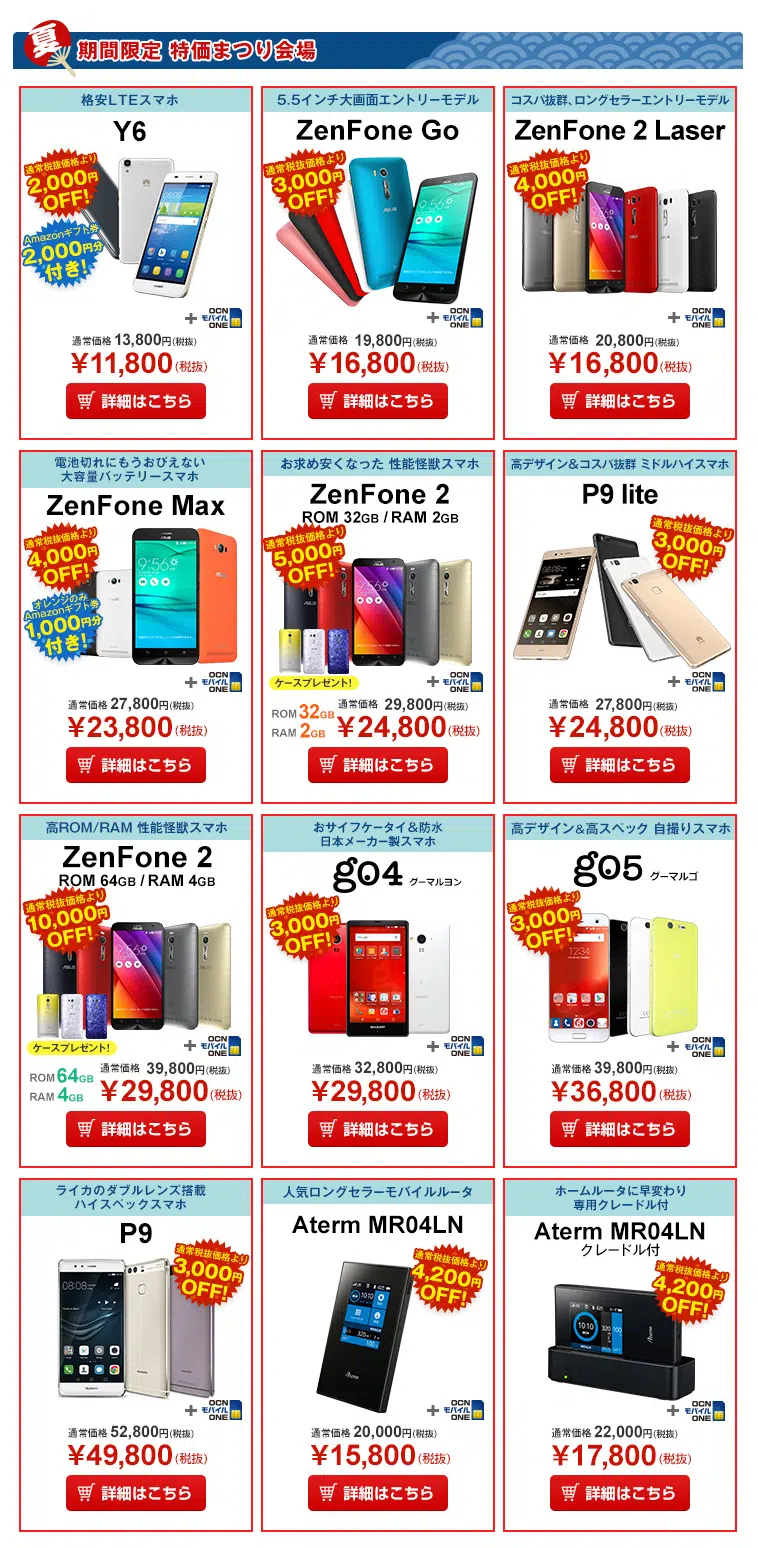 夏 期間限定 特価まつり会場
格安LTEスマホ
Y6
通常税抜価格より
2,000円
OFF!
Amazonギフト券
2,000円分
付き!
+ OCN
モバイル
ONE
通常価格 13,800円(税抜)
¥11,800(税抜)
詳細はこちら
5.5インチ大画面エントリーモデル
ZenFone Go
通常税抜価格より
3,000円
OFF!
+ OCN
モバイル
ONE
通常価格 19,800円(税抜)
¥16,800(税抜)
詳細はこちら
コスパ抜群、ロングセラーエントリーモデル
ZenFone 2 Laser
通常税抜価格より
4,000円
OFF!
+ OCN
モバイル
ONE
通常価格 20,800円(税抜)
¥16,800(税抜)
詳細はこちら
電池切れにもうおびえない
大容量バッテリースマホ
ZenFone Max
通常税抜価格より
4,000円
OFF!
オレンジのみ
Amazonギフト券
1,000円分
付き!
+ OCN
モバイル
ONE
通常価格 27,800円(税抜)
¥23,800(税抜)
詳細はこちら
お求め安くなった 性能怪獣スマホ
ZenFone 2
ROM 32GB / RAM 2GB
通常税抜価格より
5,000円
OFF!
ケースプレゼント!
+ OCN
モバイル
ONE
ROM 32GB
RAM 2GB
通常価格 29,800円(税抜)
¥24,800(税抜)
詳細はこちら
高デザイン&コスパ抜群 ミドルハイスマホ
P9 lite
通常税抜価格より
3,000円
OFF!
+ OCN
モバイル
ONE
通常価格 27,800円(税抜)
¥24,800(税抜)
詳細はこちら
高ROM/RAM 性能怪獣スマホ
ZenFone 2
ROM 64GB / RAM 4GB
通常税抜価格より
10,000円
OFF!
ケースプレゼント!
+ OCN
モバイル
ONE
ROM 64GB
RAM 4GB
通常価格 39,800円(税抜)
¥29,800(税抜)
詳細はこちら
おサイフケータイ&防水
日本メーカー製スマホ
g04 グーマルヨン
通常税抜価格より
3,000円
OFF!
SHARP
+ OCN
モバイル
ONE
通常価格 32,800円(税抜)
¥29,800(税抜)
詳細はこちら
高デザイン&高スペック 自撮りスマホ
g05 グーマルゴ
通常税抜価格より
3,000円
OFF!
+ OCN
モバイル
ONE
通常価格 39,800円(税抜)
¥36,800(税抜)
詳細はこちら
ライカのダブルレンズ搭載
ハイスペックスマホ
P9
通常税抜価格より
3,000円
OFF!
+ OCN
モバイル
ONE
通常価格 52,800円(税抜)
¥49,800(税抜)
詳細はこちら
人気ロングセラーモバイルルータ
Aterm MR04LN
通常税抜価格より
4,200円
OFF!
Aterm
+ OCN
モバイル
ONE
通常価格 20,000円(税抜)
¥15,800(税抜)
詳細はこちら
ホームルータに早変わり
専用クレードル付
Aterm MR04LN
クレードル付
通常税抜価格より
4,200円
OFF!
Aterm
+ OCN
モバイル
ONE
通常価格 22,000円(税抜)
¥17,800(税抜)
詳細はこちら